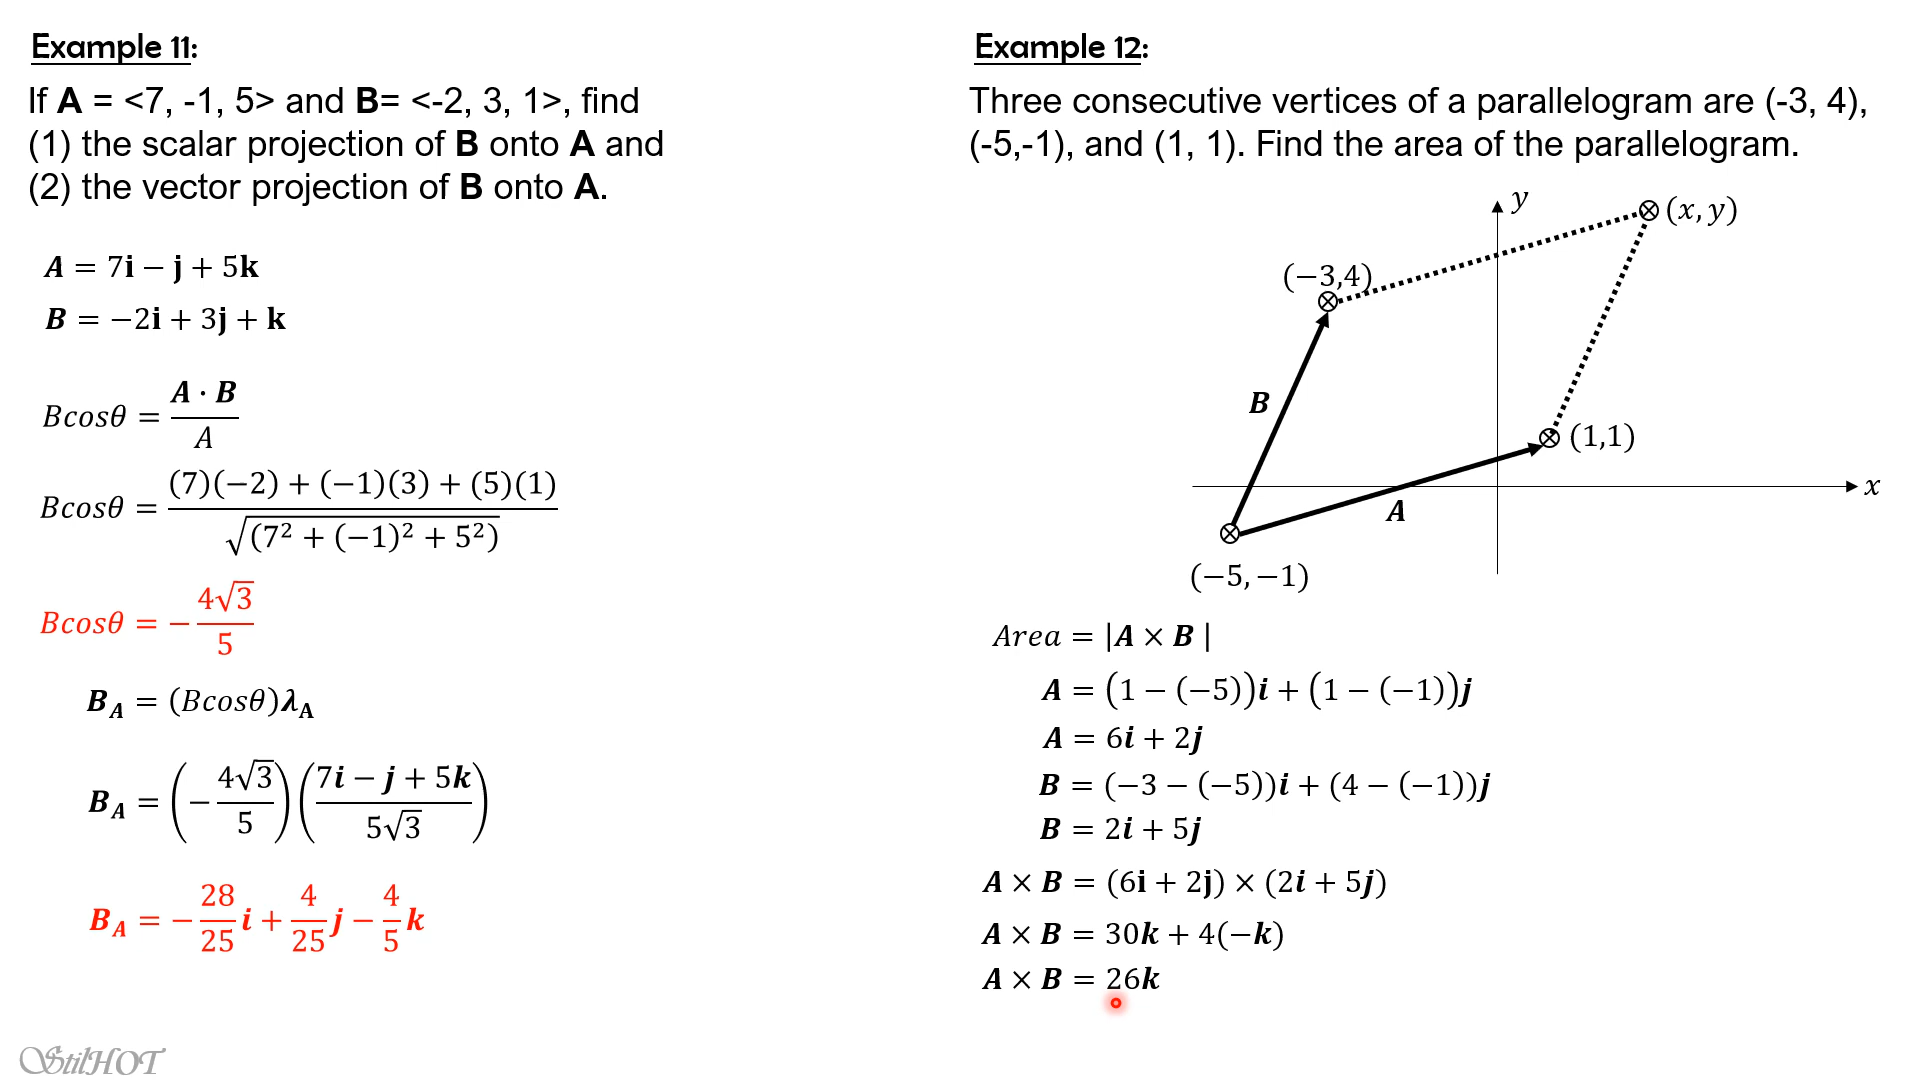 Example 11:
If A = <7, -1, 5> and B= <-2, 3, 1>, find
(1) the scalar projection of B onto A and
(2) the vector projection of B onto A.
A = 7i − j + 5k
B = −2i + 3j + k
Bcosθ = A · B / A
Bcosθ = (7)(−2) + (−1)(3) + (5)(1) / √(7² + (−1)² + 5²)
Bcosθ = − 4√3 / 5
B_A = (Bcosθ)λ_A
B_A = (− 4√3 / 5)(7i − j + 5k / 5√3)
B_A = − 28/25 i + 4/25 j − 4/5 k
StilHOT
Example 12:
Three consecutive vertices of a parallelogram are (-3, 4),
(-5,-1), and (1, 1). Find the area of the parallelogram.
y
(x, y)
(−3,4)
B
(1,1)
x
A
(−5, −1)
Area = |A × B |
A = (1 − (−5))i + (1 − (−1))j
A = 6i + 2j
B = (−3 − (−5))i + (4 − (−1))j
B = 2i + 5j
A × B = (6i + 2j) × (2i + 5j)
A × B = 30k + 4(−k)
A × B = 26k